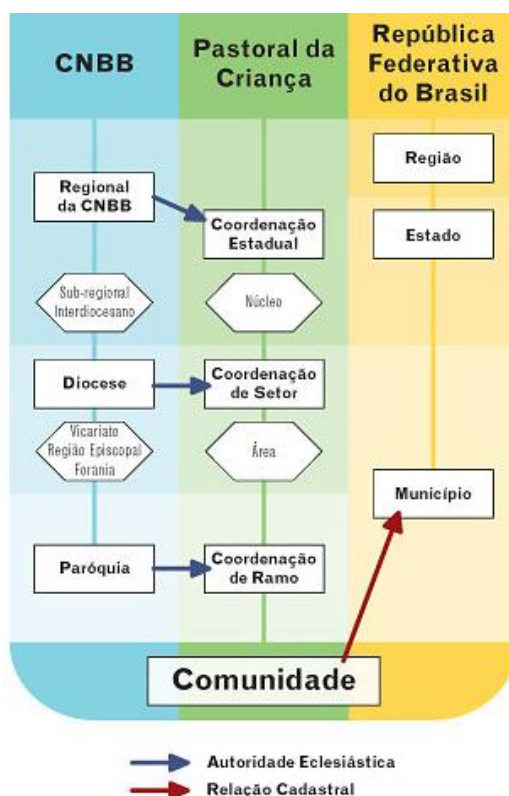 CNBB
Pastoral da
Criança
República
Federativa
do Brasil
Região
Regional
da CNBB
Coordenação
Estadual
Estado
Sub-regional
Interdiocesano
Núcleo
Diocese
Coordenação
de Setor
Vicariato
Região Episcopal
Forania
Área
Município
Paróquia
Coordenação
de Ramo
Comunidade
Autoridade Eclesiástica
Relação Cadastral